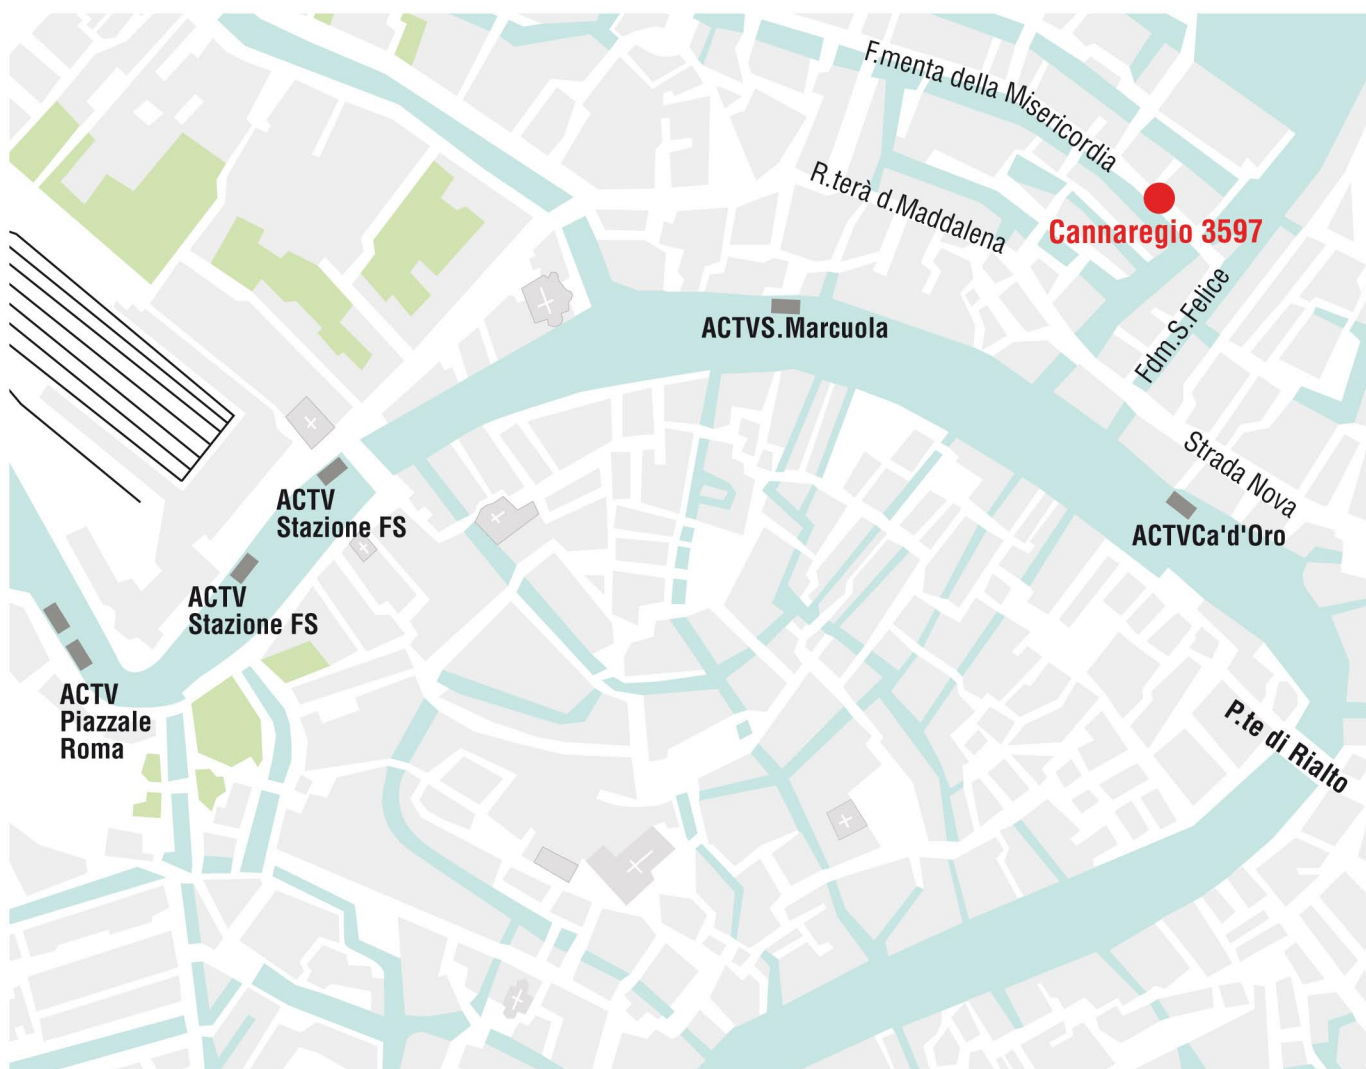 F.menta della Misericordia
R.terà d.Maddalena
Cannaregio 3597
Fdm.S.Felice
ACTVS.Marcuola
Strada Nova
ACTV
Stazione FS
ACTVCa'd'Oro
ACTV
Stazione FS
ACTV
Piazzale
Roma
P.te di Rialto